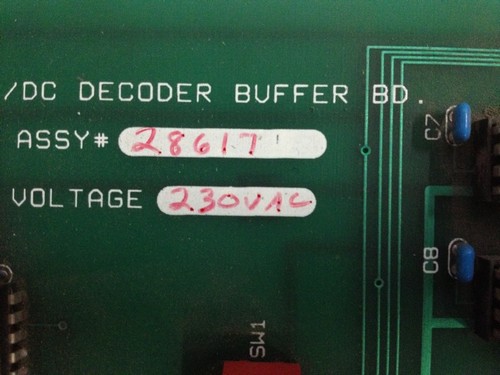 /DC DECODER BUFFER BD.
ASSY# 28617
VOLTAGE 230VAC
C7
C8
SW1